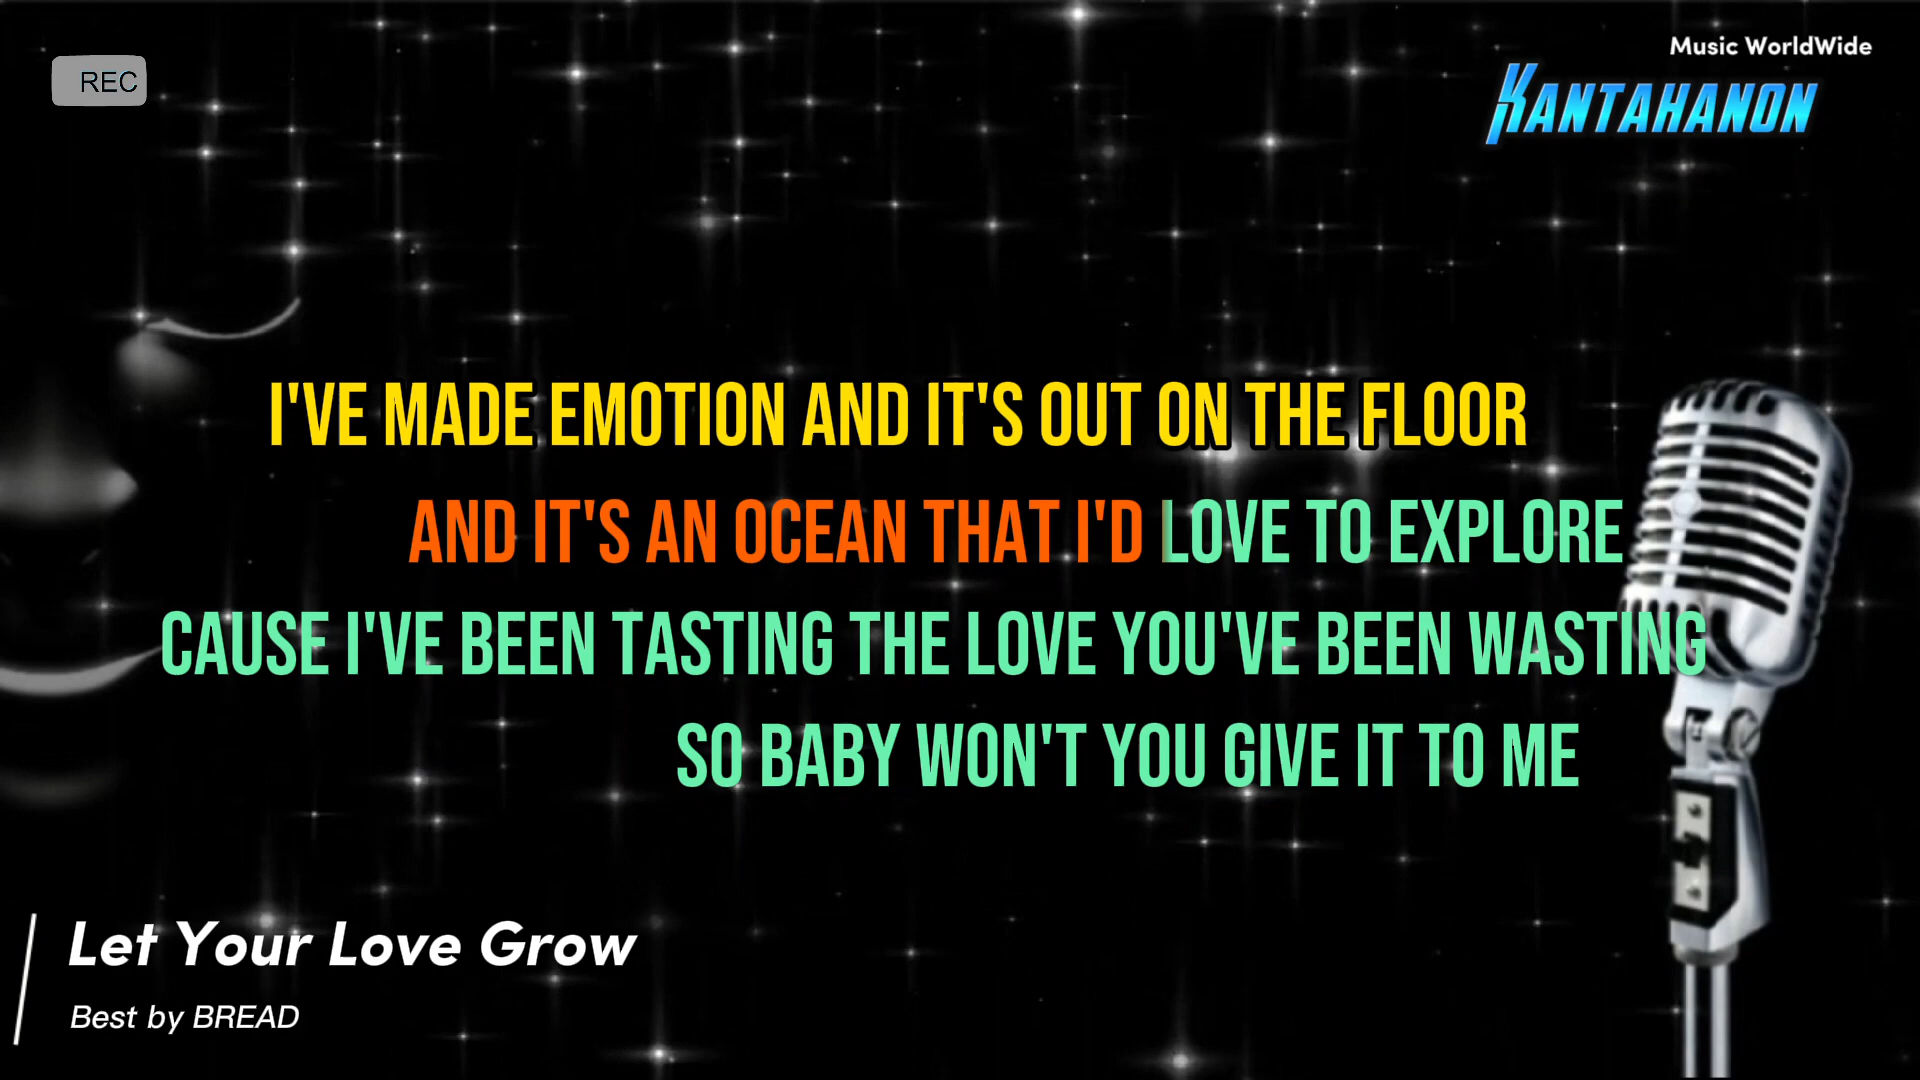 REC
Music WorldWide
KANTAHANON
I'VE MADE EMOTION AND IT'S OUT ON THE FLOOR
AND IT'S AN OCEAN THAT I'D LOVE TO EXPLORE
CAUSE I'VE BEEN TASTING THE LOVE YOU'VE BEEN WASTING
SO BABY WON'T YOU GIVE IT TO ME
Let Your Love Grow
Best by BREAD